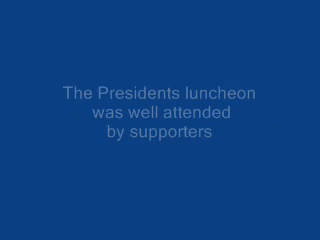 The Presidents luncheon
was well attended
by supporters